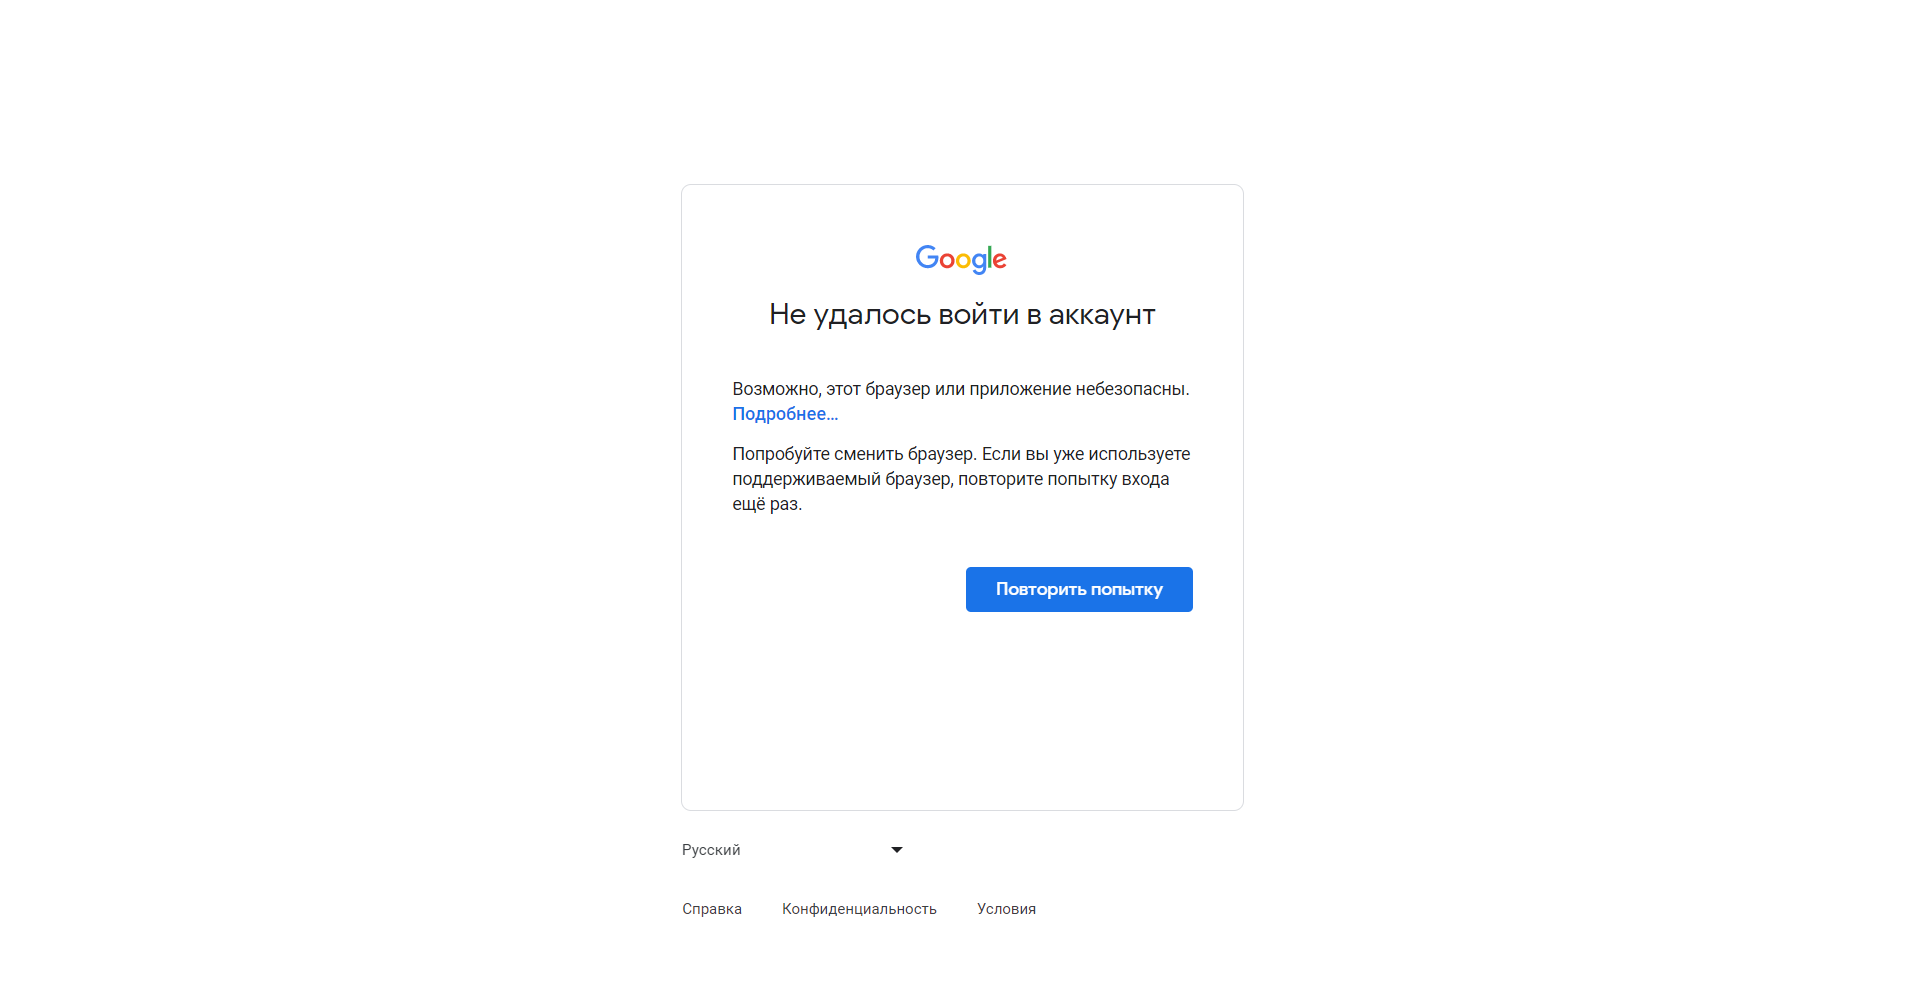 Google
Не удалось войти в аккаунт
Возможно, этот браузер или приложение небезопасны.
Подробнее...
Попробуйте сменить браузер. Если вы уже используете
поддерживаемый браузер, повторите попытку входа
ещё раз.
Повторить попытку
Русский
Справка Конфиденциальность Условия